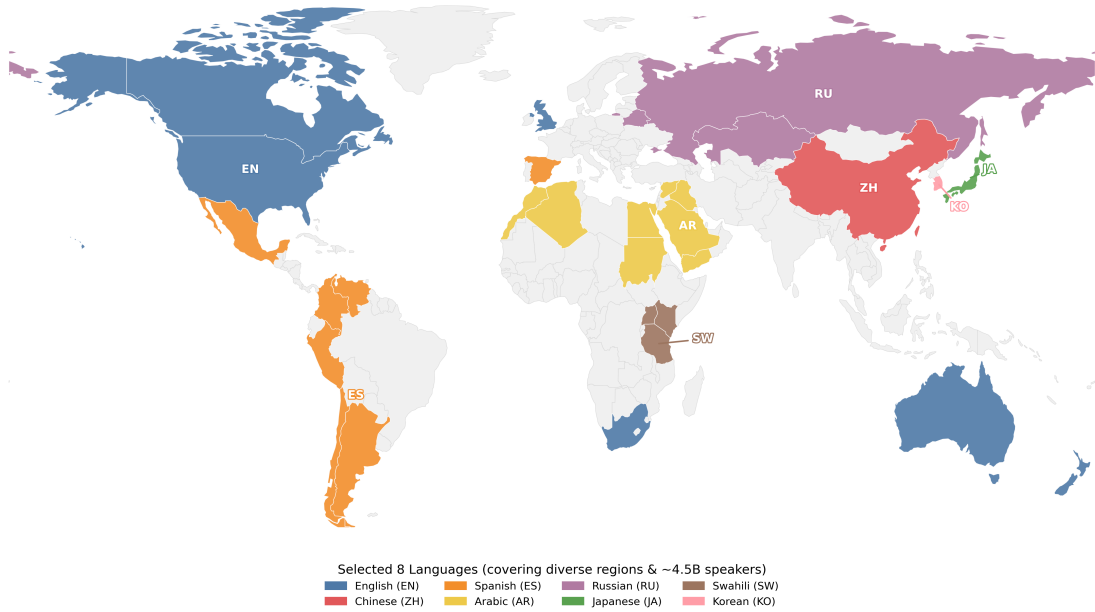 RU
EN
JA
ZH
KO
AR
SW
ES
Selected 8 Languages (covering diverse regions & ~4.5B speakers)
English (EN) Spanish (ES) Russian (RU) Swahili (SW)
Chinese (ZH) Arabic (AR) Japanese (JA) Korean (KO)